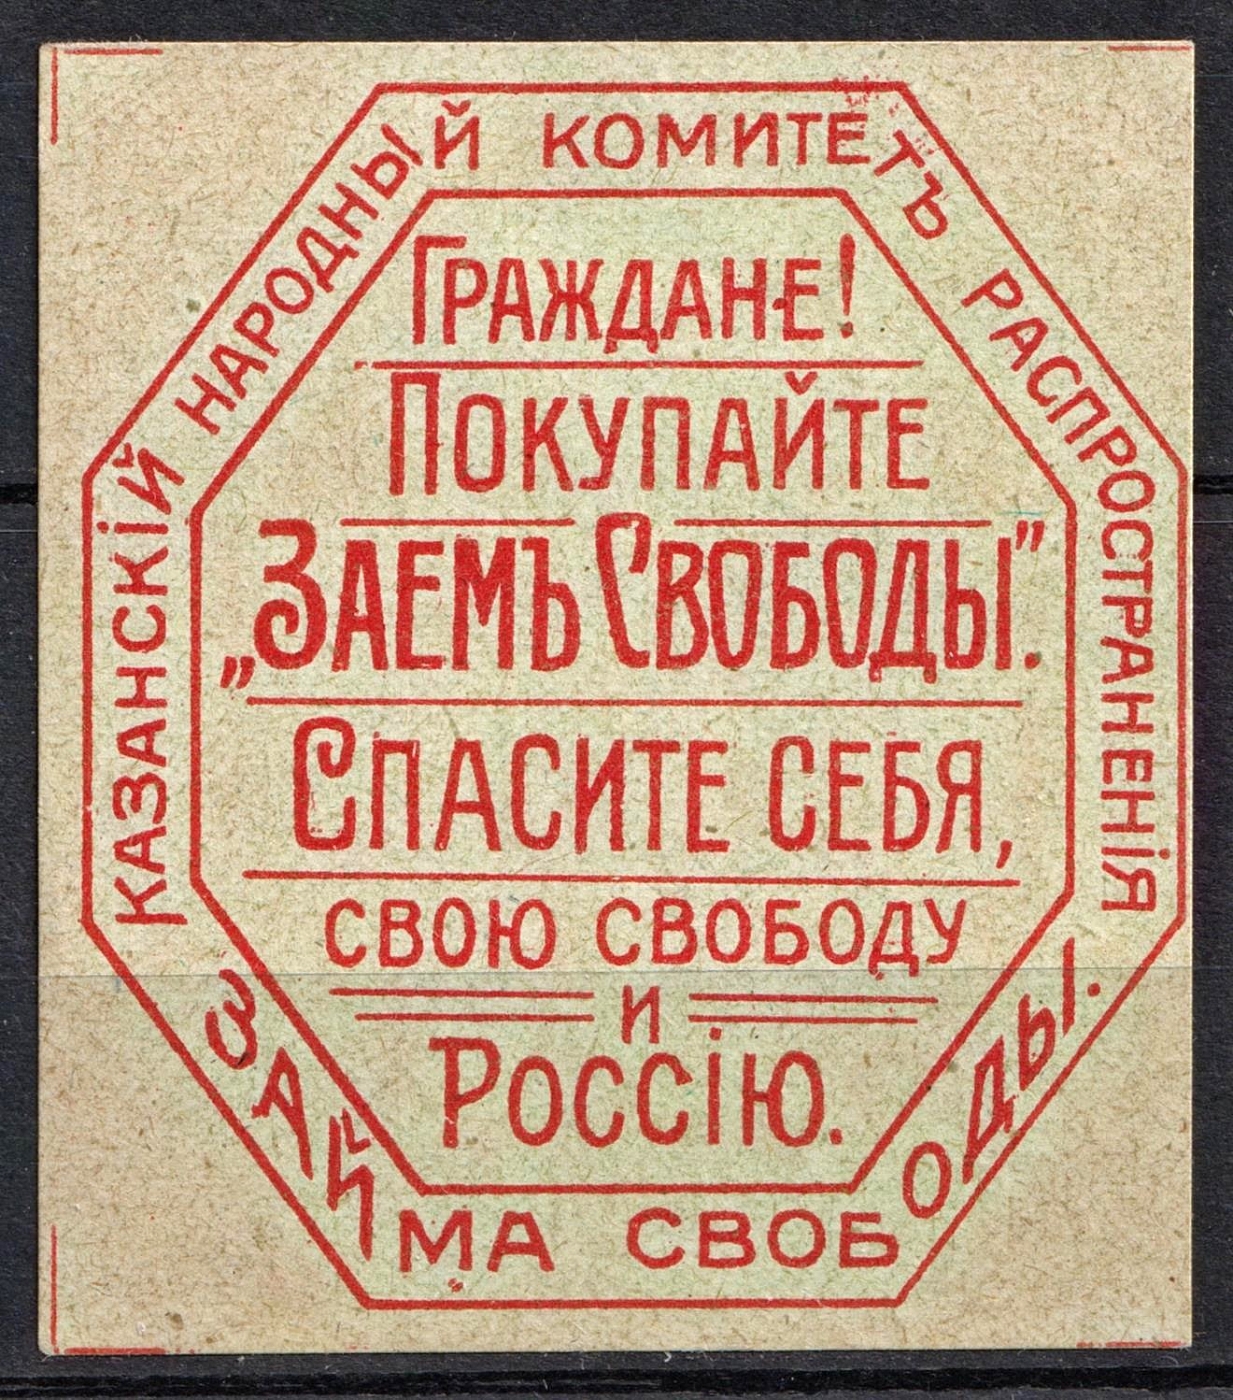 КАЗАНСКІЙ НАРОДНЫЙ КОМИТЕТЪ РАСПРОСТРАНЕНІЯ
ЗАЙМА СВОБОДЫ.
ГРАЖДАНЕ!
ПОКУПАЙТЕ
„ЗАЕМЪ СВОБОДЫ".
СПАСИТЕ СЕБЯ,
СВОЮ СВОБОДУ
И
РОССІЮ.